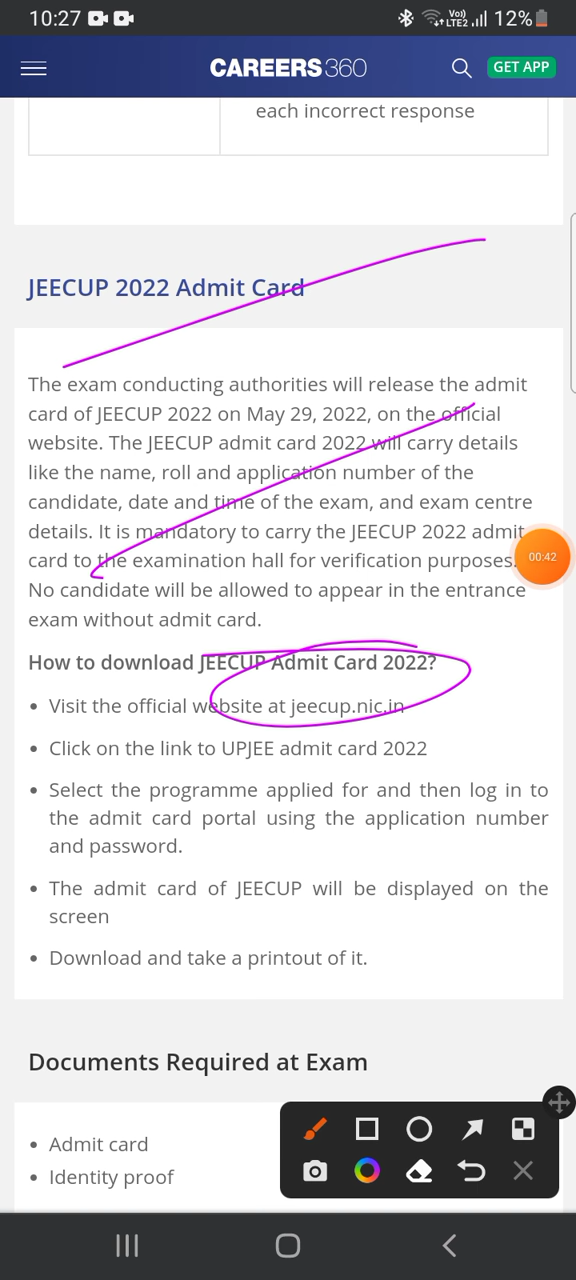 10:27
Vo))
LTE2
12%
CAREERS360
GET APP
each incorrect response
JEECUP 2022 Admit Card
The exam conducting authorities will release the admit
card of JEECUP 2022 on May 29, 2022, on the official
website. The JEECUP admit card 2022 will carry details
like the name, roll and application number of the
candidate, date and time of the exam, and exam centre
details. It is mandatory to carry the JEECUP 2022 admit
card to the examination hall for verification purposes.
00:42
No candidate will be allowed to appear in the entrance
exam without admit card.
How to download JEECUP Admit Card 2022?
• Visit the official website at jeecup.nic.in
• Click on the link to UPJEE admit card 2022
• Select the programme applied for and then log in to
the admit card portal using the application number
and password.
• The admit card of JEECUP will be displayed on the
screen
• Download and take a printout of it.
Documents Required at Exam
• Admit card
• Identity proof